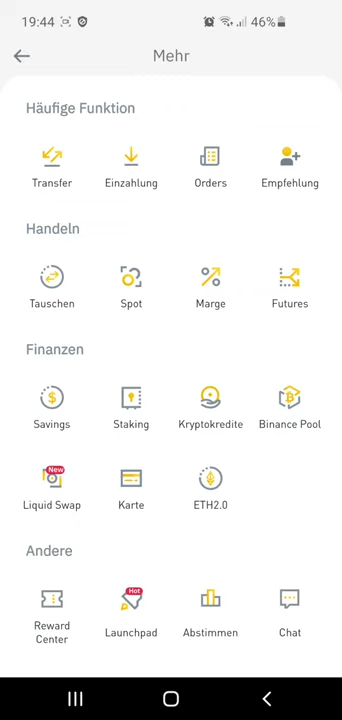 19:44 46%
Mehr
Häufige Funktion
Transfer Einzahlung Orders Empfehlung
Handeln
Tauschen Spot Marge Futures
Finanzen
Savings Staking Kryptokredite Binance Pool
New
Liquid Swap Karte ETH2.0
Andere
Hot
Reward Center Launchpad Abstimmen Chat